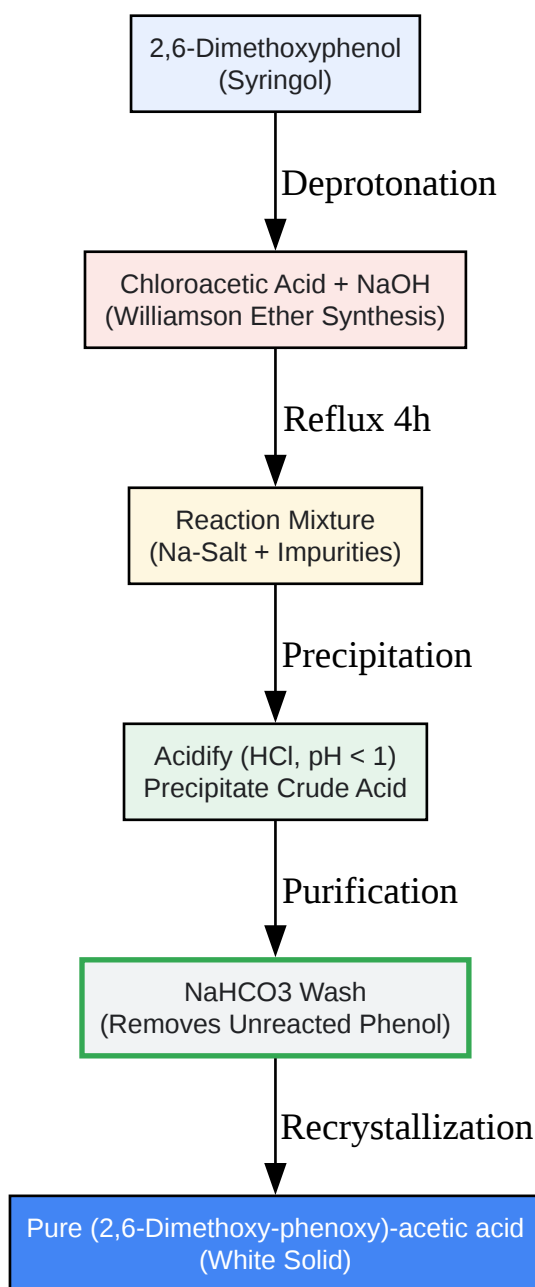 2,6-Dimethoxyphenol
(Syringol)
Deprotonation
Chloroacetic Acid + NaOH
(Williamson Ether Synthesis)
Reflux 4h
Reaction Mixture
(Na-Salt + Impurities)
Precipitation
Acidify (HCl, pH < 1)
Precipitate Crude Acid
Purification
NaHCO3 Wash
(Removes Unreacted Phenol)
Recrystallization
Pure (2,6-Dimethoxy-phenoxy)-acetic acid
(White Solid)